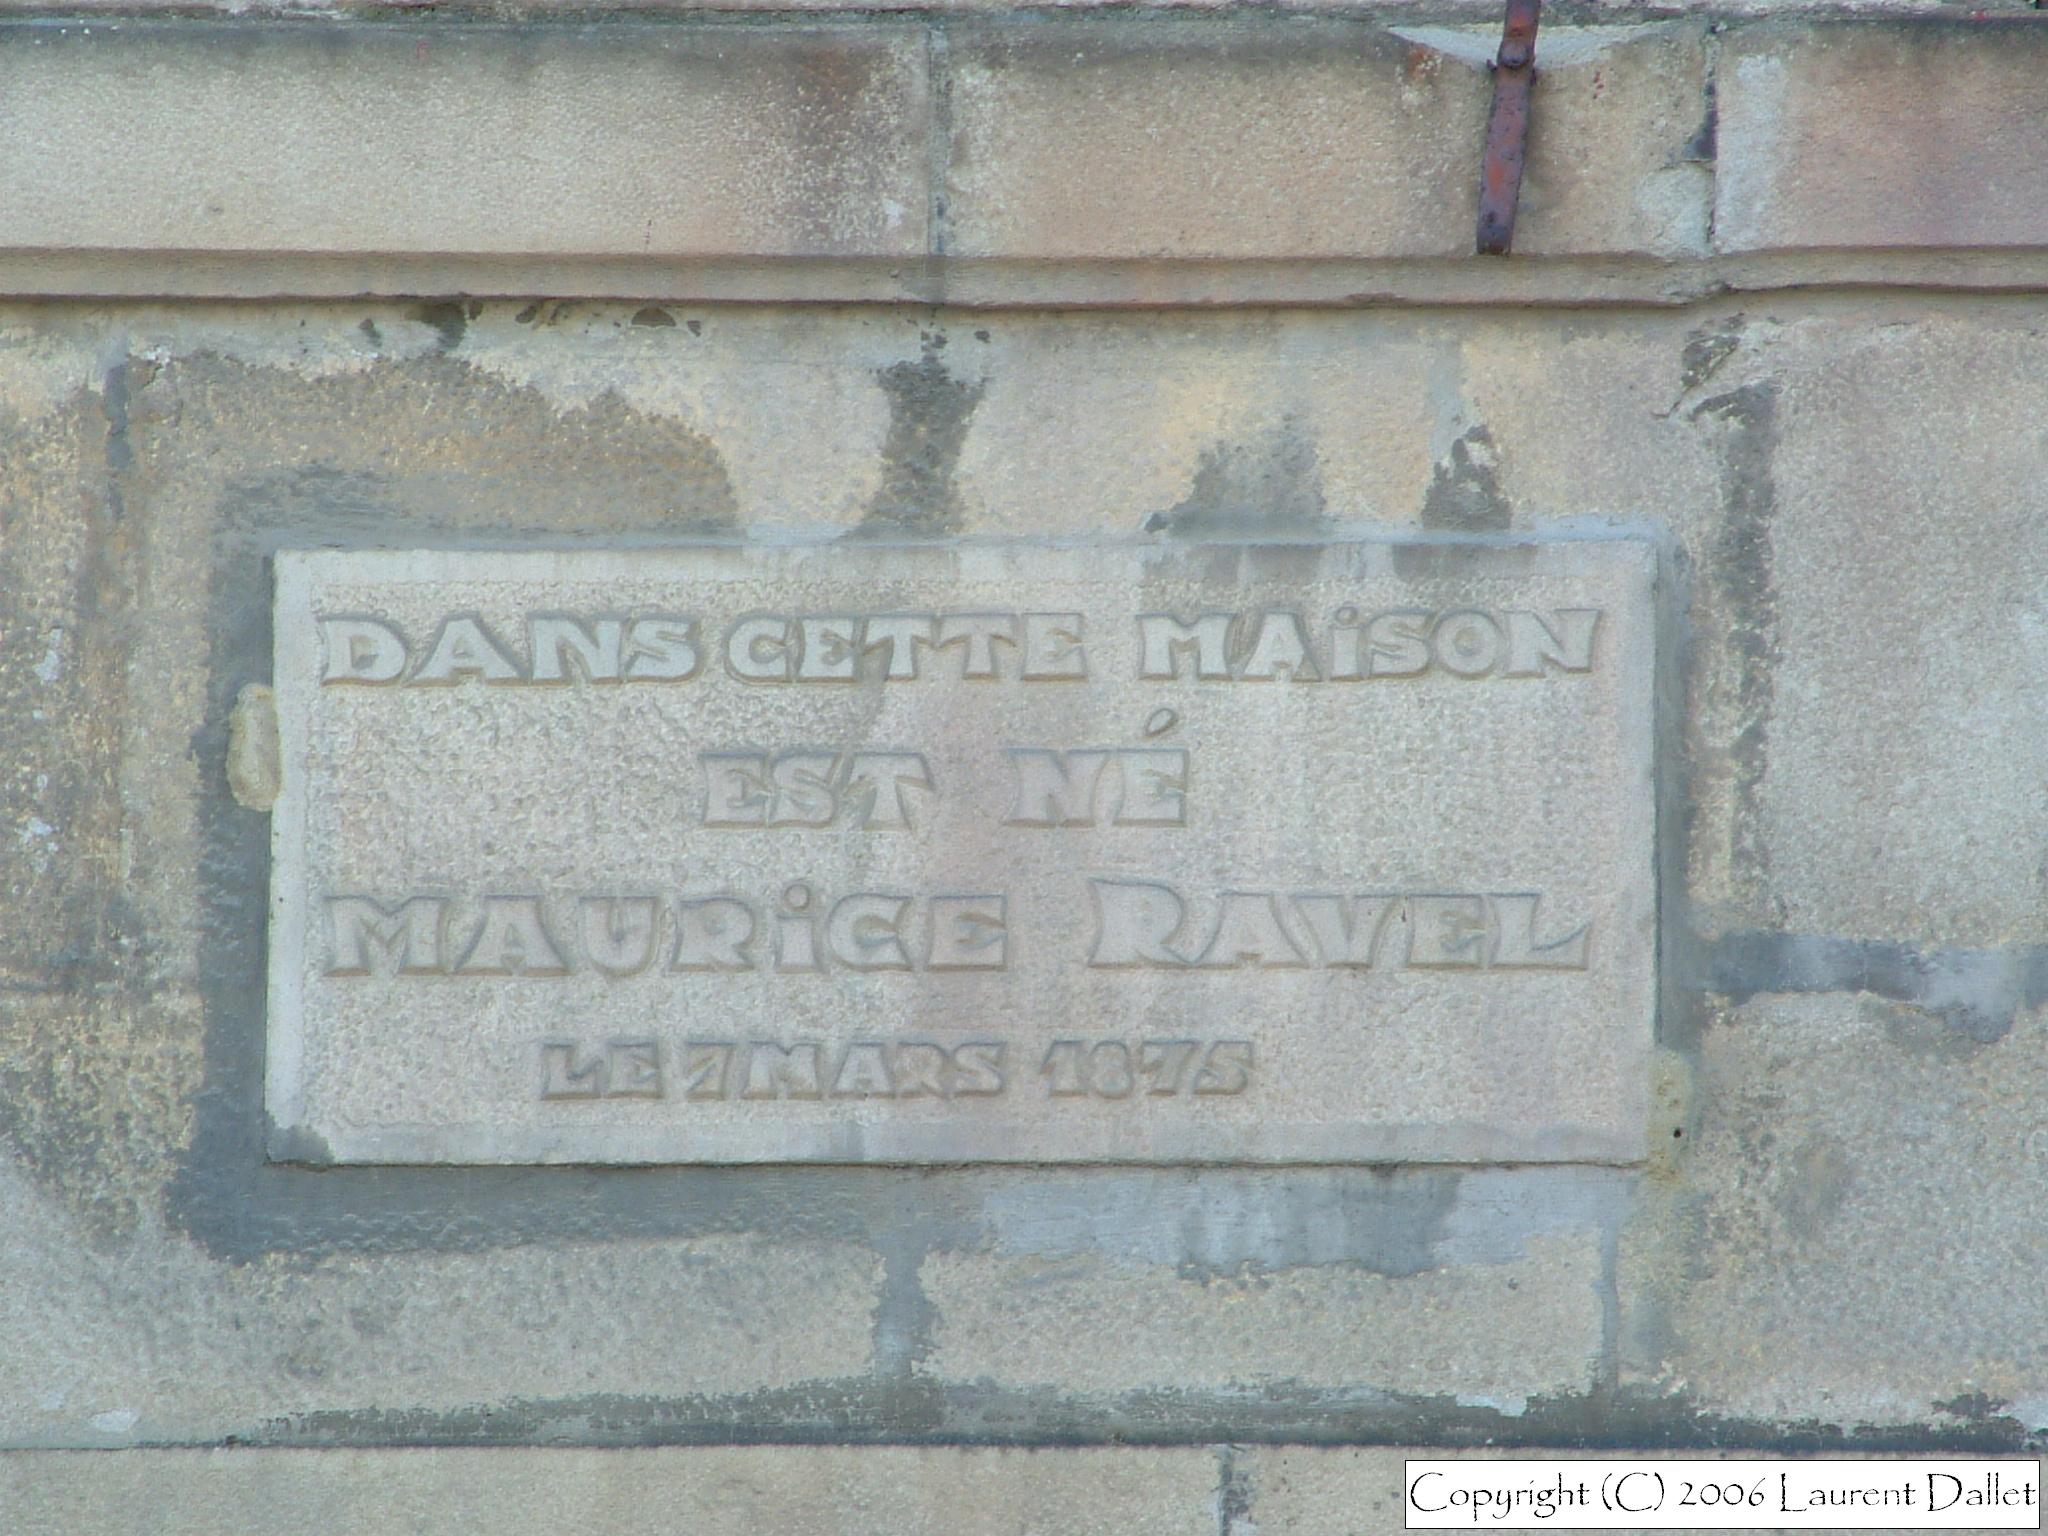 DANS CETTE MAiSON
EST NÉ
MAURiCE RAVEL
LE 7 MARS 1875
Copyright (C) 2006 Laurent Dallet